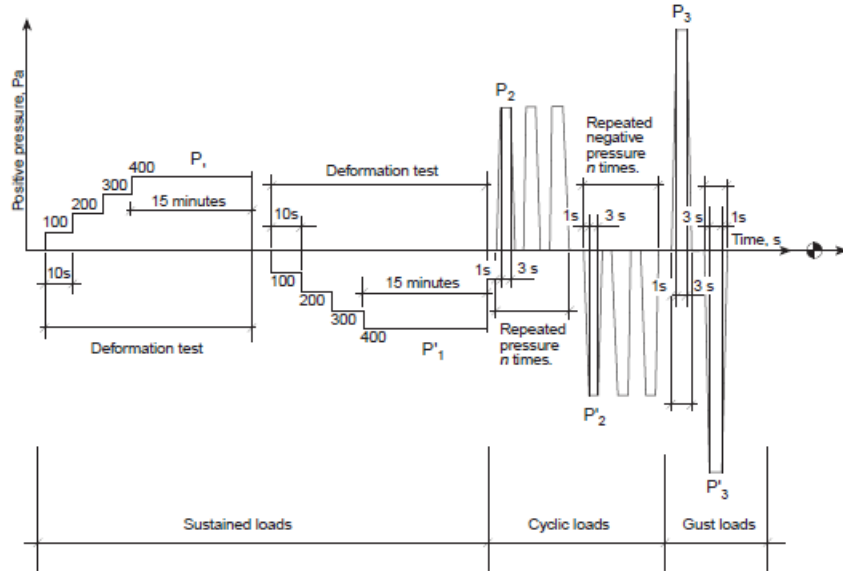 Positive pressure, Pa
P₃
P₂
Repeated
negative
pressure
n times.
400
P,
Deformation test
300
200
15 minutes
100
10s
1s
3 s
3 s
1s
Time, s
10s
100
15 minutes
1s
3 s
1s
3 s
200
300
Repeated
pressure
n times.
Deformation test
400
P'₁
P'₂
P'₃
Sustained loads
Cyclic loads
Gust loads